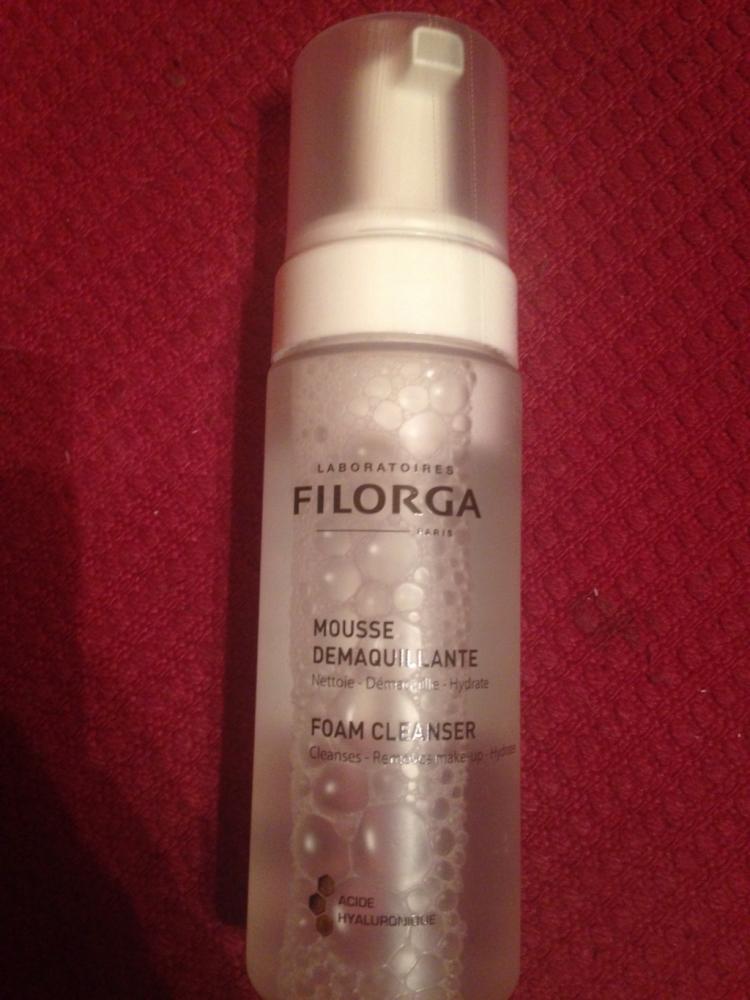 LABORATOIRES
FILORGA
PARIS
MOUSSE
DEMAQUILLANTE
Nettoie - Démaquille - Hydrate
FOAM CLEANSER
Cleanses - Removes make-up - Hydrates
ACIDE
HYALURONIQUE